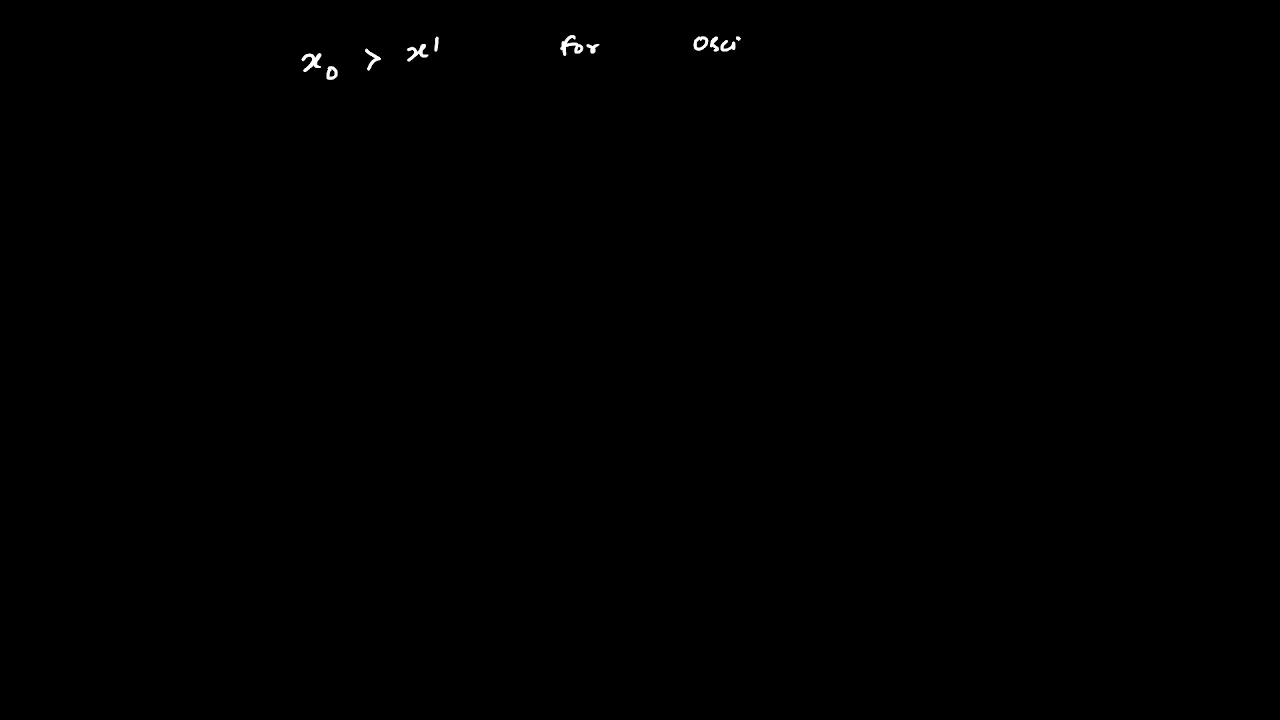 x₀ > x' for osci